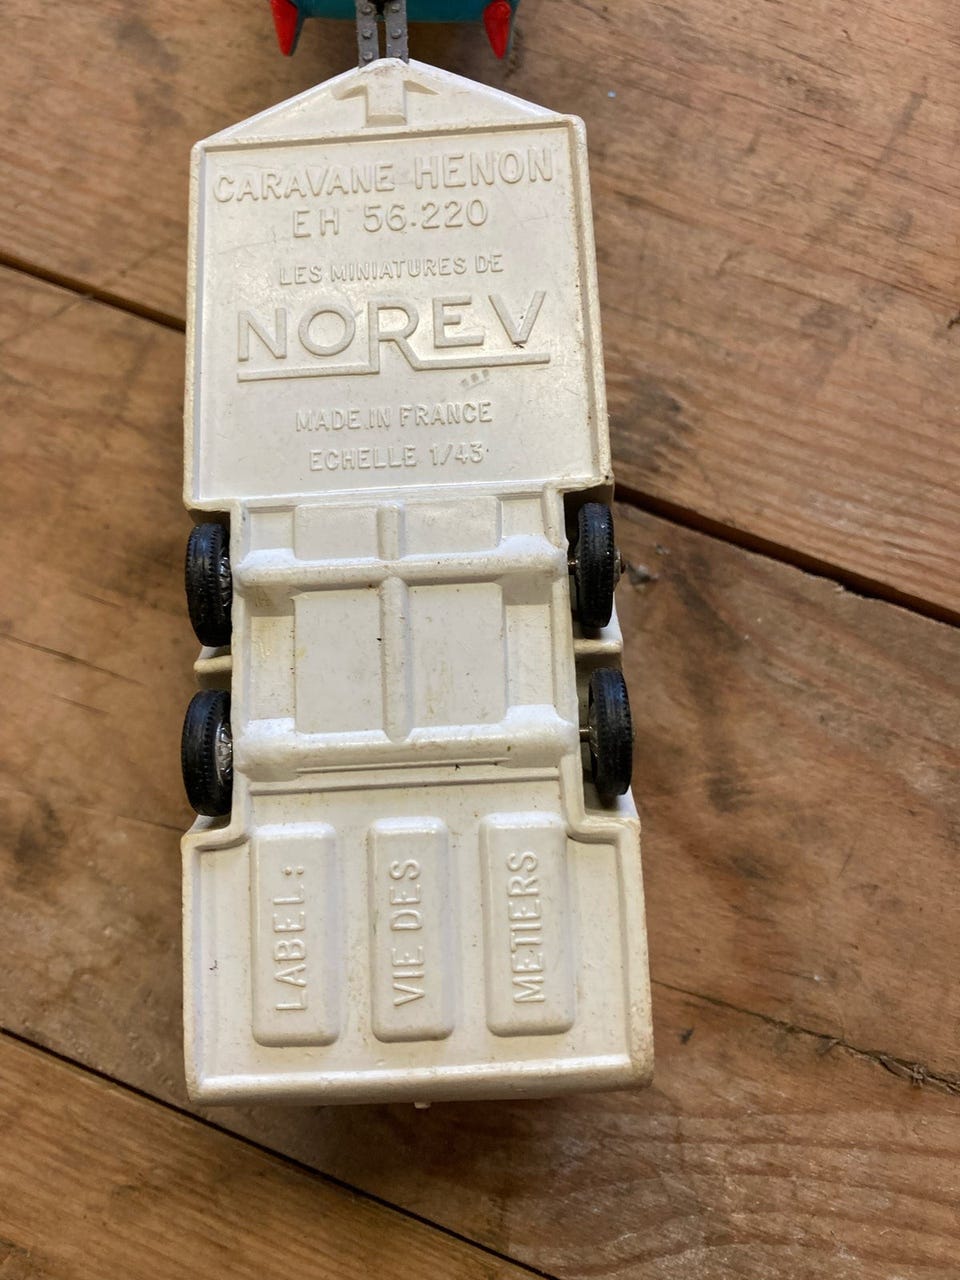 CARAVANE HENON
EH 56.220
LES MINIATURES DE
NOREV
MADE IN FRANCE
ECHELLE 1/43
LABEL:
VIE DES
METIERS